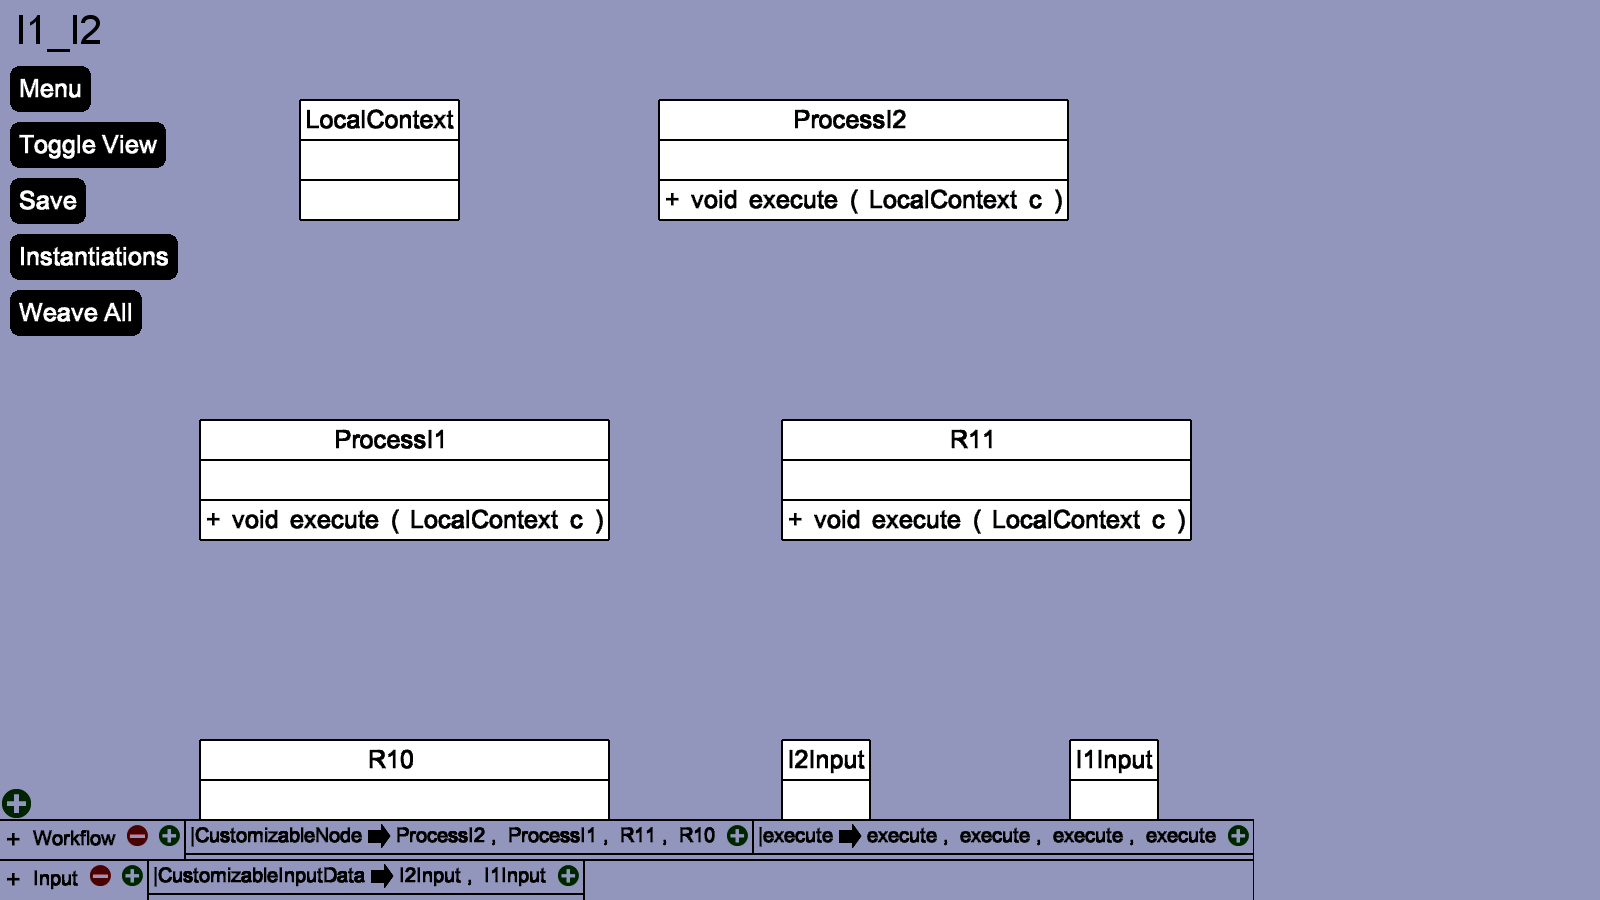 I1_I2
Menu
Toggle View
Save
Instantiations
Weave All
LocalContext
ProcessI2
+ void execute ( LocalContext c )
ProcessI1
+ void execute ( LocalContext c )
R11
+ void execute ( LocalContext c )
R10
I2Input
I1Input
+ Workflow |CustomizableNode ProcessI2 , ProcessI1 , R11 , R10 |execute execute , execute , execute , execute
+ Input |CustomizableInputData I2Input , I1Input